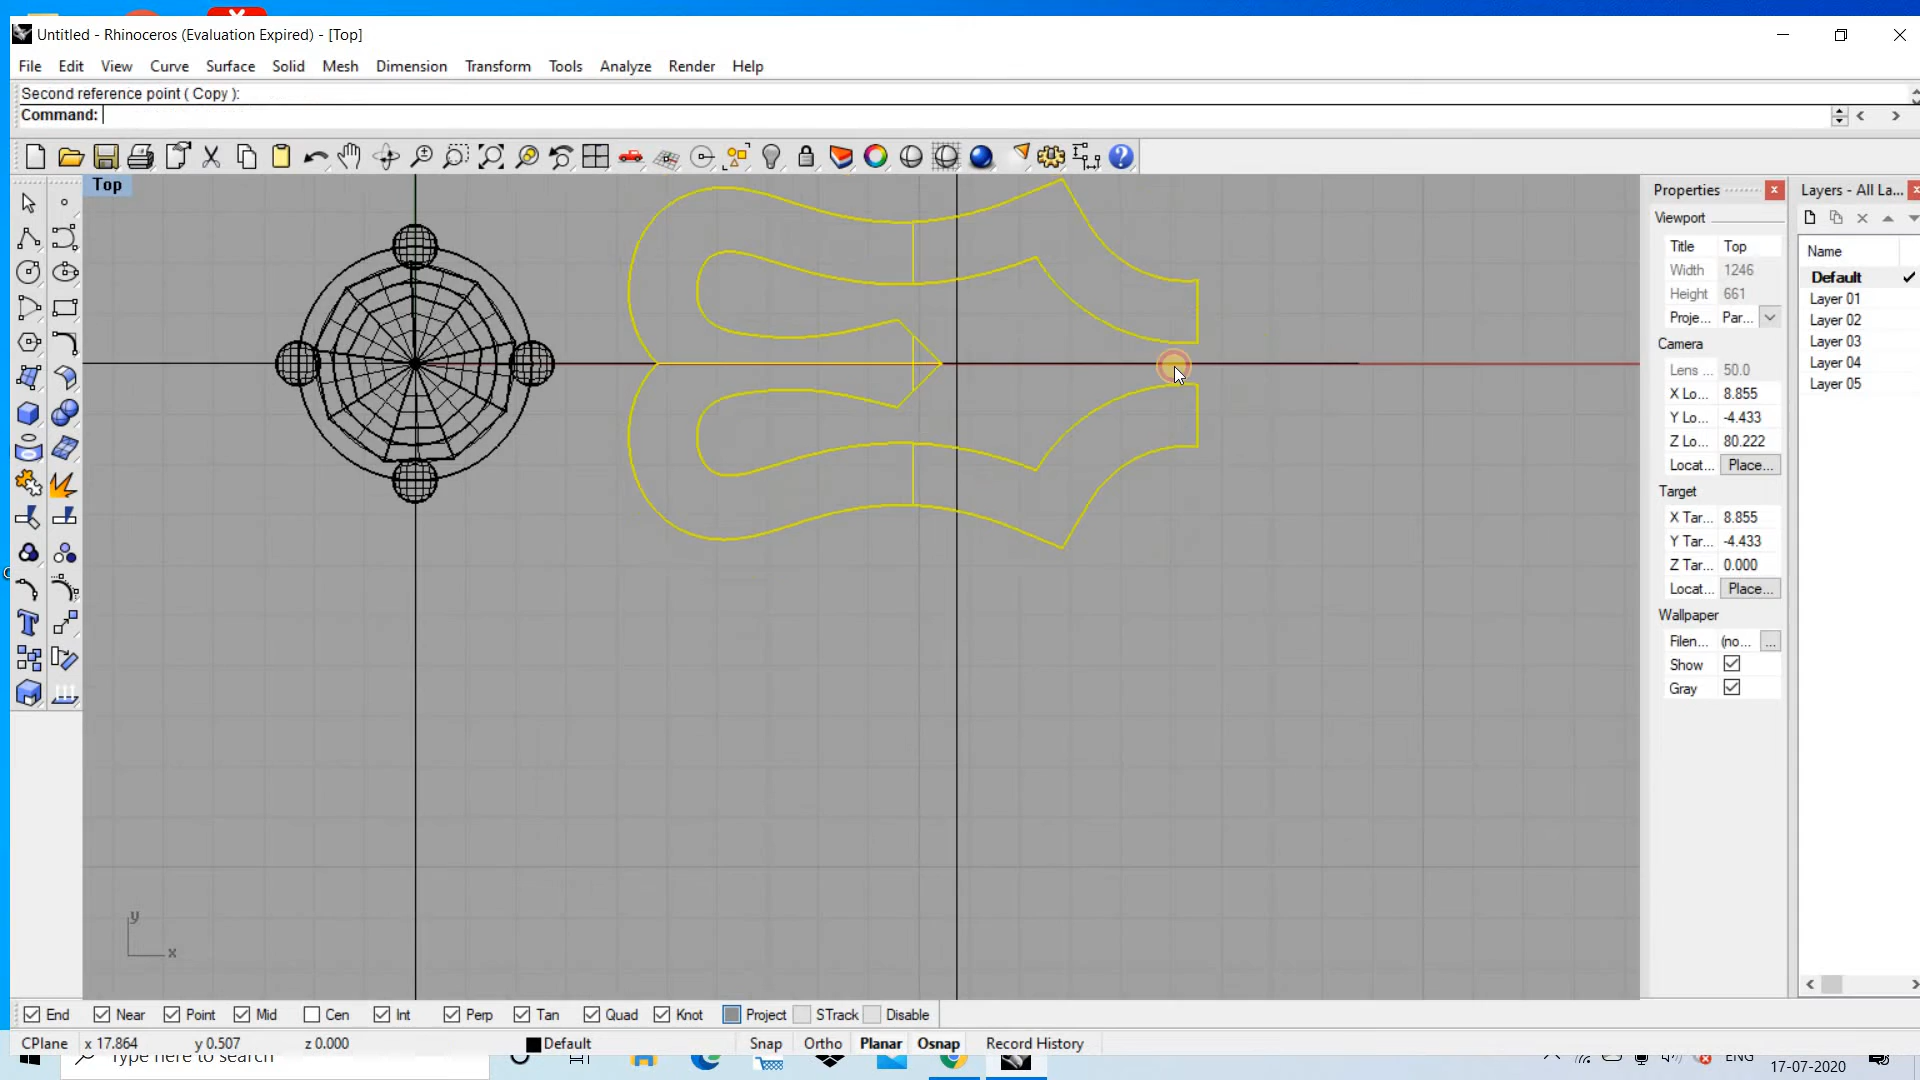 Untitled - Rhinoceros (Evaluation Expired) - [Top]
File Edit View Curve Surface Solid Mesh Dimension Transform Tools Analyze Render Help
Second reference point ( Copy ):
Command:
Top
Properties
Layers - All La...
Viewport
Title Top
Width 1246
Height 661
Proje... Par...
Camera
Lens ... 50.0
X Lo... 8.855
Y Lo... -4.433
Z Lo... 80.222
Locat... Place...
Target
X Tar... 8.855
Y Tar... -4.433
Z Tar... 0.000
Locat... Place...
Wallpaper
Filen... (no... ...
Show
Gray
Name
Default
Layer 01
Layer 02
Layer 03
Layer 04
Layer 05
y
x
End Near Point Mid Cen Int Perp Tan Quad Knot Project STrack Disable
CPlane x 17.864 y 0.507 z 0.000 Default Snap Ortho Planar Osnap Record History
Type here to search
ENG
17-07-2020